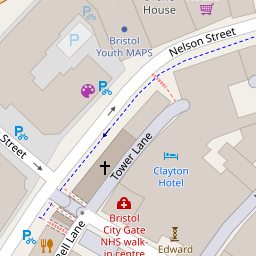 House
Bristol
Youth MAPS
Nelson Street
Street
Tower Lane
Clayton
Hotel
Bristol
City Gate
NHS walk-
in centre
Edward
ell Lane